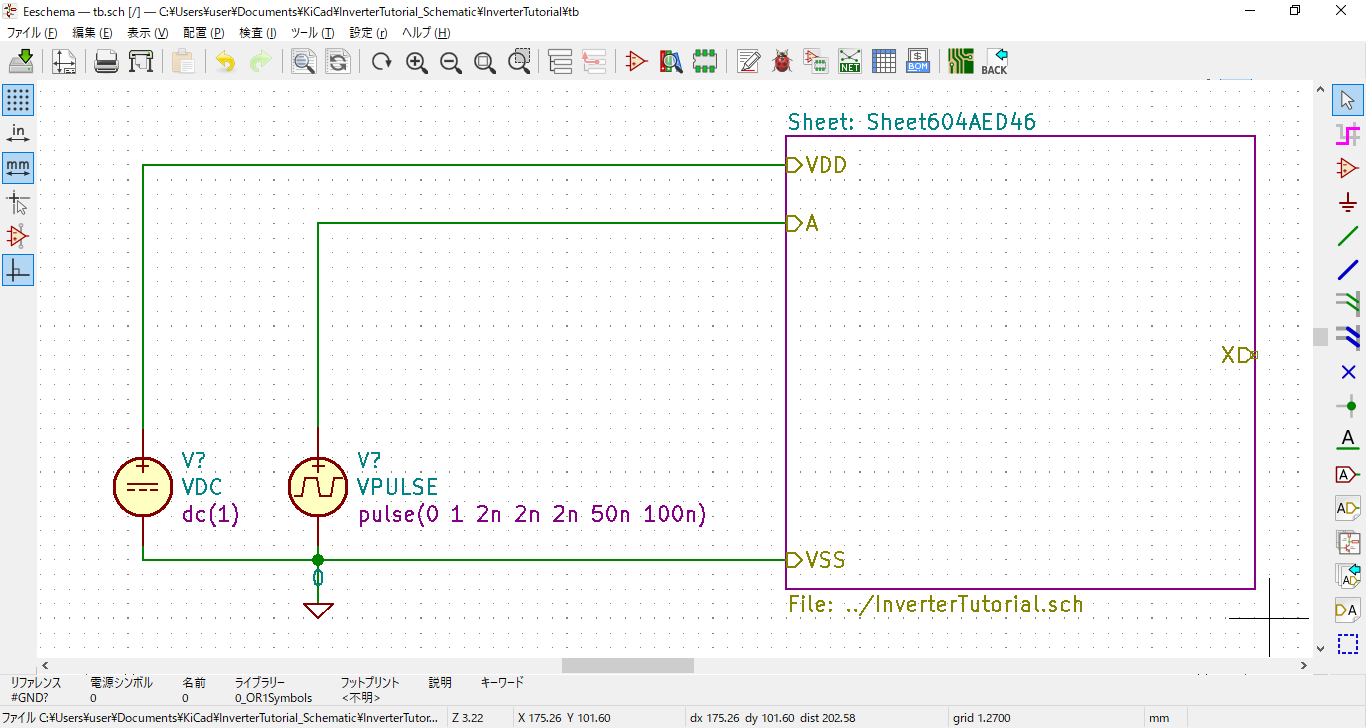 Eeschema — tb.sch [/] — C:¥Users¥user¥Documents¥KiCad¥InverterTutorial_Schematic¥InverterTutorial¥tb
ファイル (F) 編集 (E) 表示 (V) 配置 (P) 検査 (I) ツール (T) 設定 (r) ヘルプ (H)
NET
$
BOM
BACK
in
mm
Sheet: Sheet604AED46
VDD
A
X
V?
VDC
dc(1)
V?
VPULSE
pulse(0 1 2n 2n 2n 50n 100n)
VSS
0
File: ../InverterTutorial.sch
A
A
AD
A
A
リファレンス 電源シンボル 名前 ライブラリー フットプリント 説明 キーワード
#GND? 0 0 0_OR1Symbols <不明>
ファイル C:¥Users¥user¥Documents¥KiCad¥InverterTutorial_Schematic¥InverterTutor... Z 3.22 X 175.26 Y 101.60 dx 175.26 dy 101.60 dist 202.58 grid 1.2700 mm